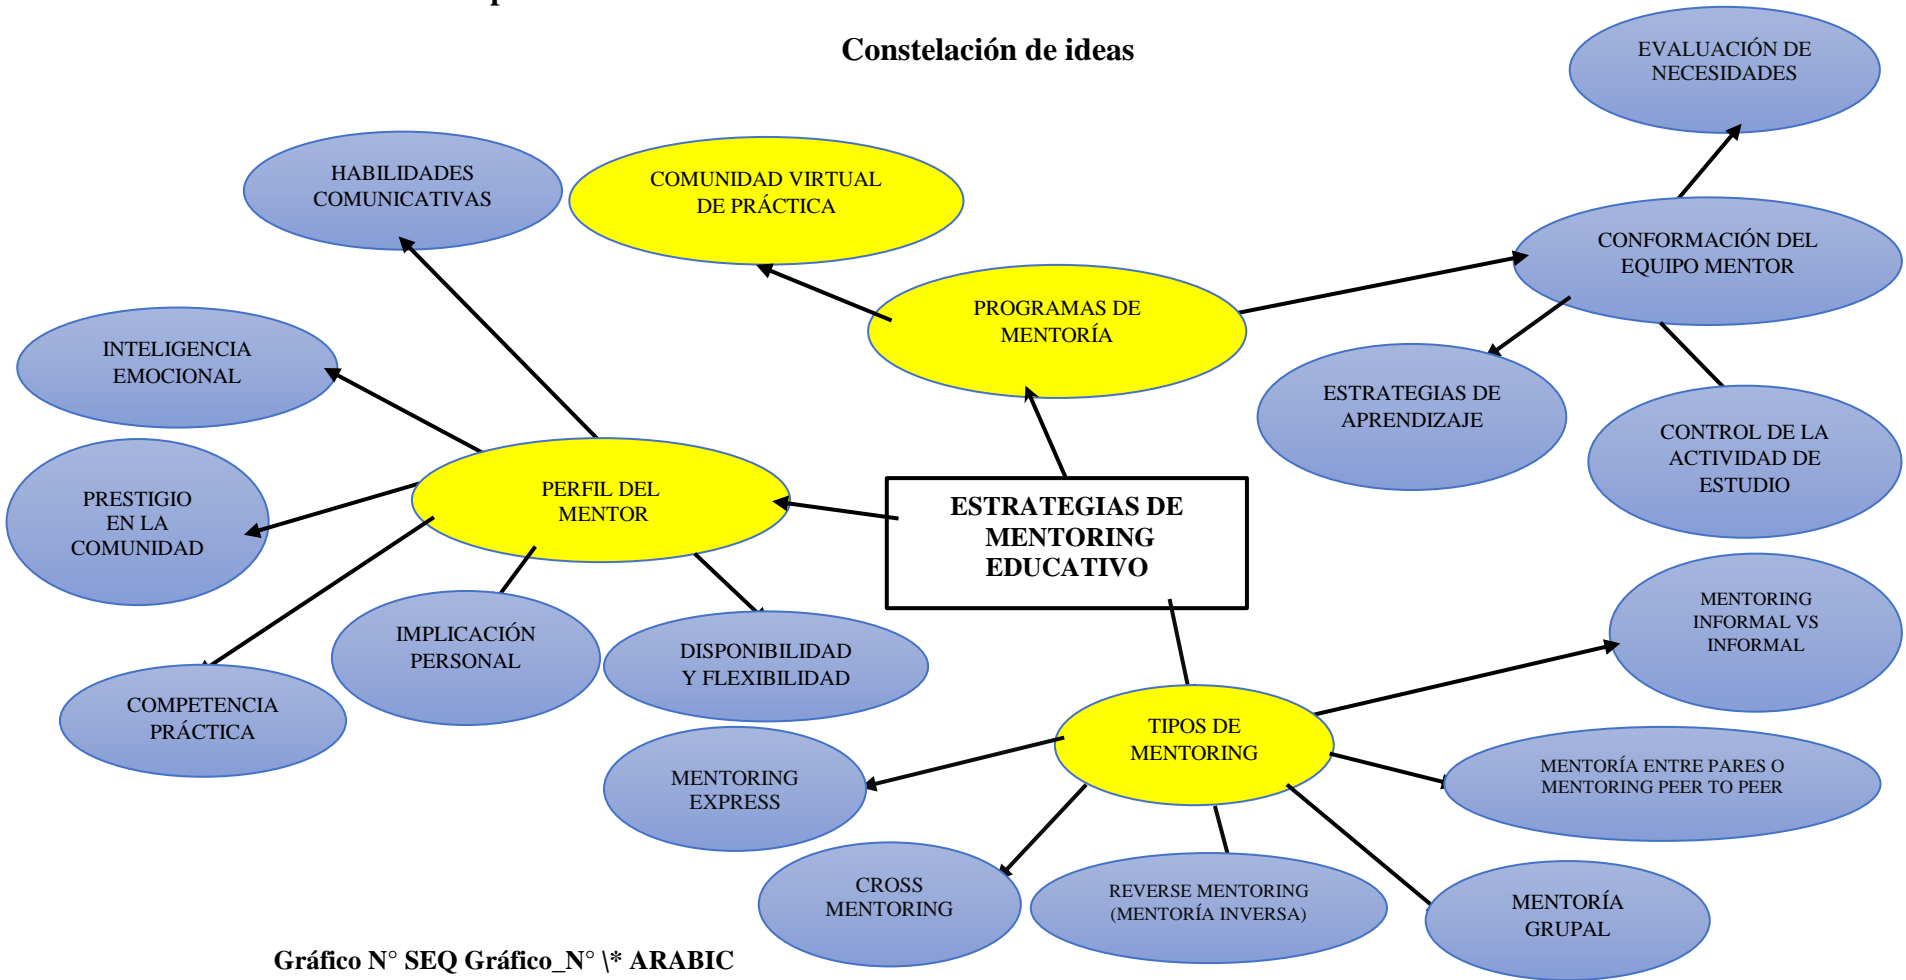 Constelación de ideas
EVALUACIÓN DE
NECESIDADES
HABILIDADES
COMUNICATIVAS
COMUNIDAD VIRTUAL
DE PRÁCTICA
CONFORMACIÓN DEL
EQUIPO MENTOR
PROGRAMAS DE
MENTORÍA
INTELIGENCIA
EMOCIONAL
ESTRATEGIAS DE
APRENDIZAJE
CONTROL DE LA
ACTIVIDAD DE
ESTUDIO
PRESTIGIO
EN LA
COMUNIDAD
PERFIL DEL
MENTOR
ESTRATEGIAS DE
MENTORING
EDUCATIVO
MENTORING
INFORMAL VS
INFORMAL
IMPLICACIÓN
PERSONAL
DISPONIBILIDAD
Y FLEXIBILIDAD
COMPETENCIA
PRÁCTICA
TIPOS DE
MENTORING
MENTORING
EXPRESS
MENTORÍA ENTRE PARES O
MENTORING PEER TO PEER
CROSS
MENTORING
REVERSE MENTORING
(MENTORÍA INVERSA)
MENTORÍA
GRUPAL
Gráfico N° SEQ Gráfico_N° \* ARABIC